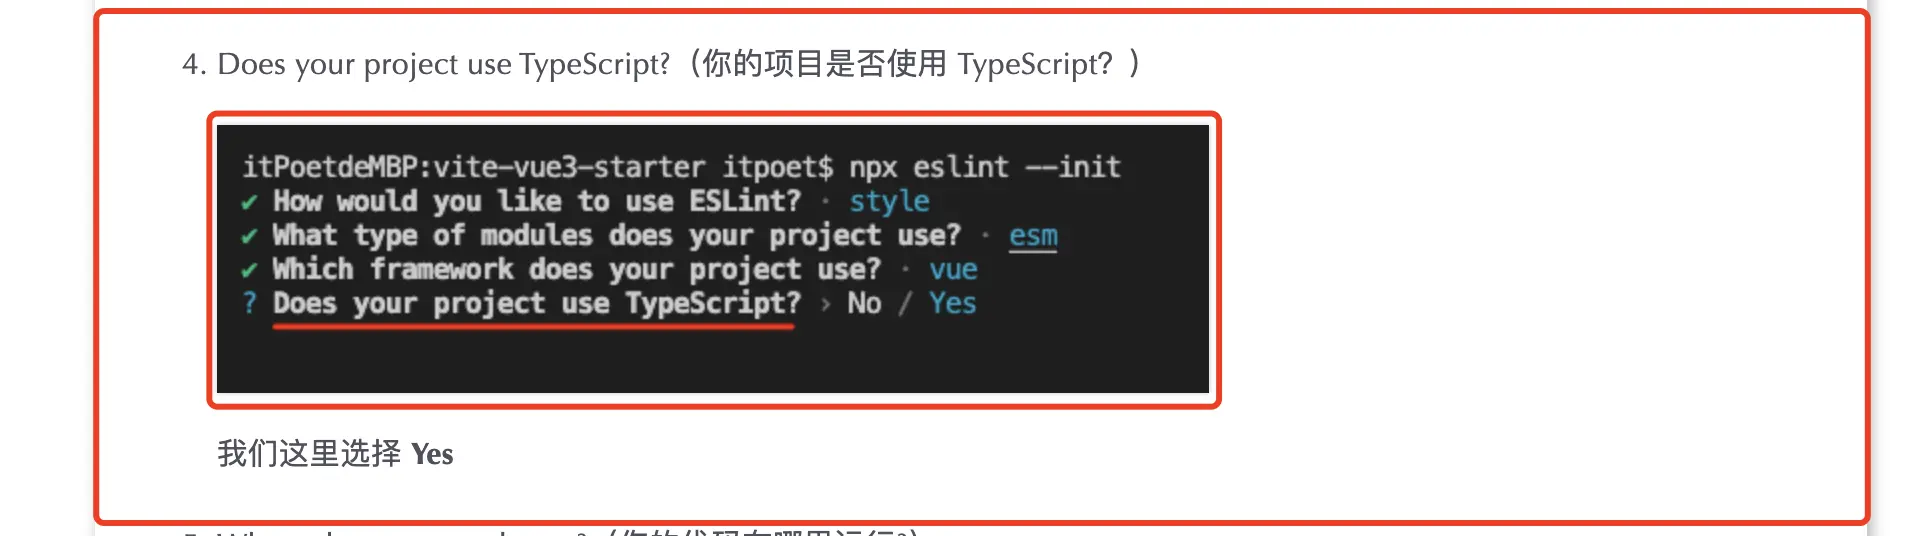 4. Does your project use TypeScript?（你的项目是否使用 TypeScript？）
itPoetdeMBP:vite-vue3-starter itpoet$ npx eslint --init
✔ How would you like to use ESLint? · style
✔ What type of modules does your project use? · esm
✔ Which framework does your project use? · vue
? Does your project use TypeScript? › No / Yes
我们这里选择 Yes